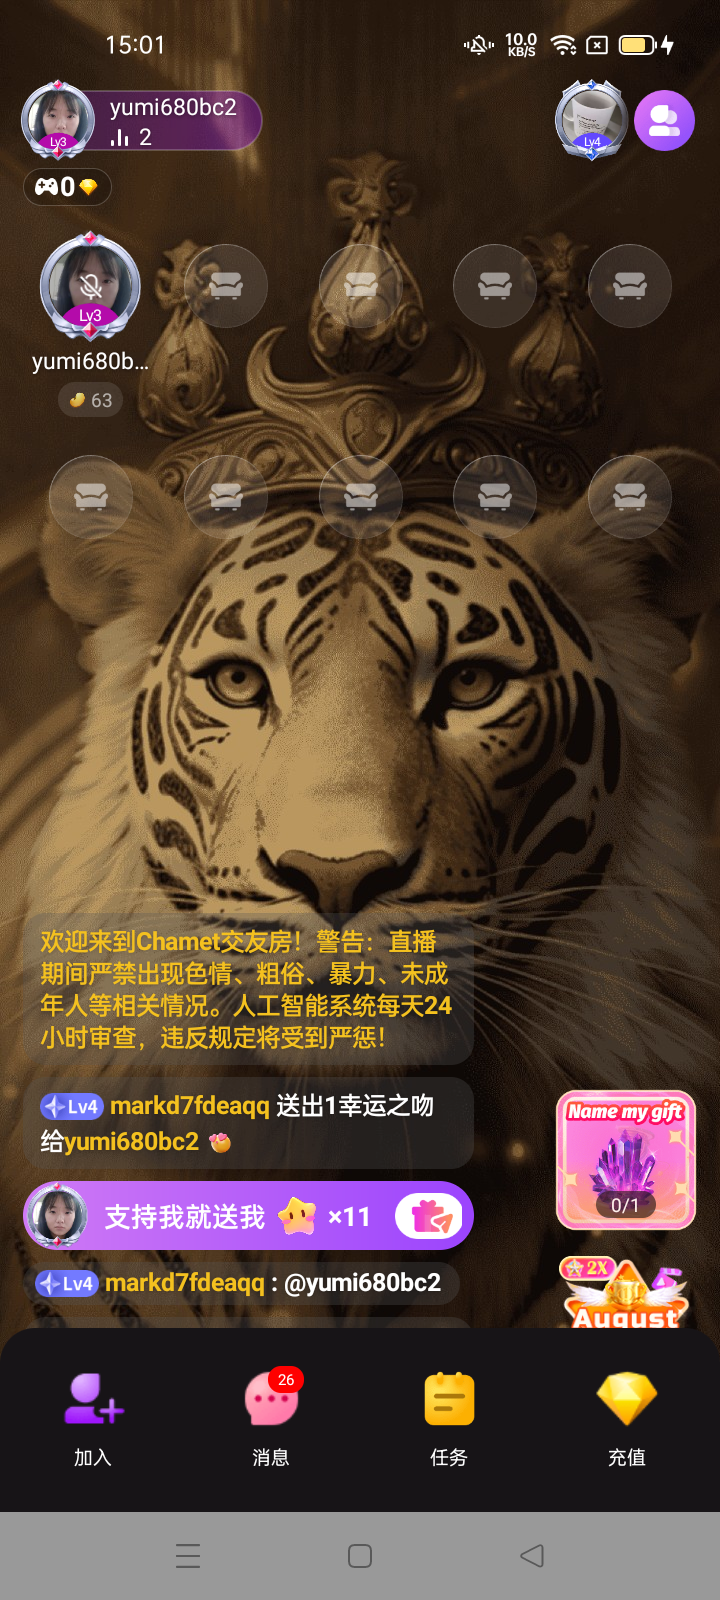 15:01
10.0
KB/S
yumi680bc2
2
Lv3
Lv4
0
Lv3
yumi680b...
63
欢迎来到Chamet交友房！警告：直播
期间严禁出现色情、粗俗、暴力、未成
年人等相关情况。人工智能系统每天24
小时审查，违反规定将受到严惩！
Lv4 markd7fdeaqq 送出1幸运之吻
给yumi680bc2
Name my gift
0/1
支持我就送我 ×11
Lv4 markd7fdeaqq : @yumi680bc2
2X
August
26
加入 消息 任务 充值